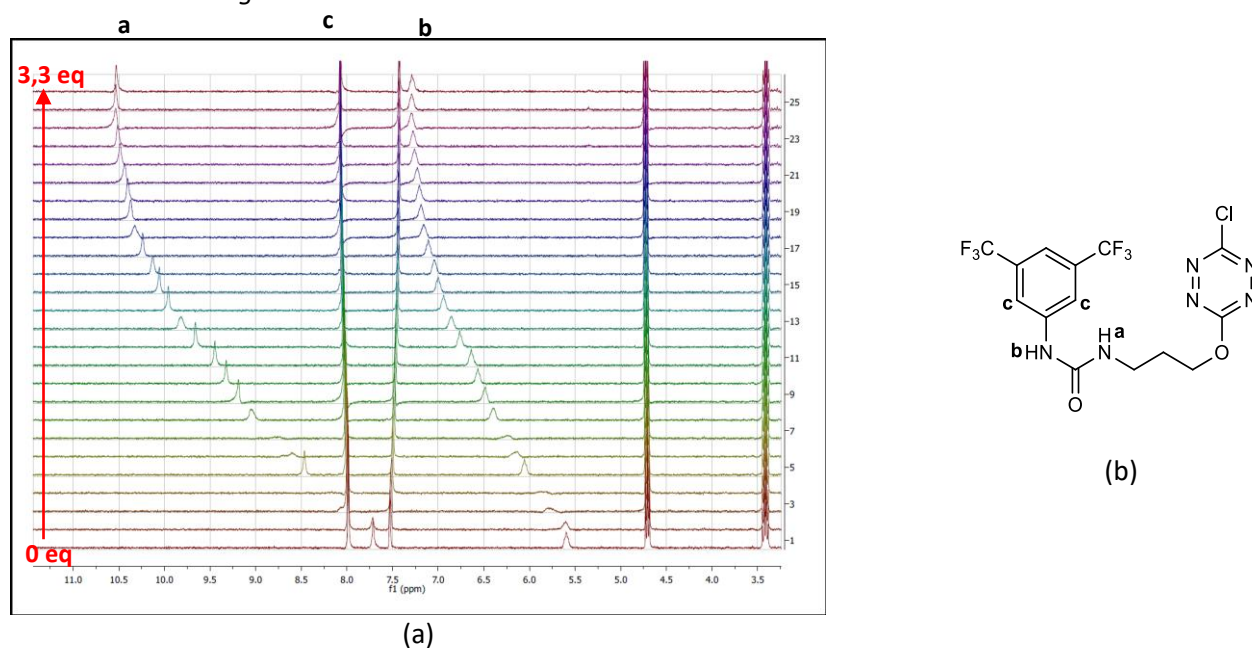 a c b
3,3 eq
0 eq
25
23
21
19
17
15
13
11
9
7
5
3
1
11.0 10.5 10.0 9.5 9.0 8.5 8.0 7.5 7.0 6.5 6.0 5.5 5.0 4.5 4.0 3.5
f1 (ppm)
(a)
Cl
F3C CF3
N N
N N
c c
b HN
H a
N
O
O
(b)